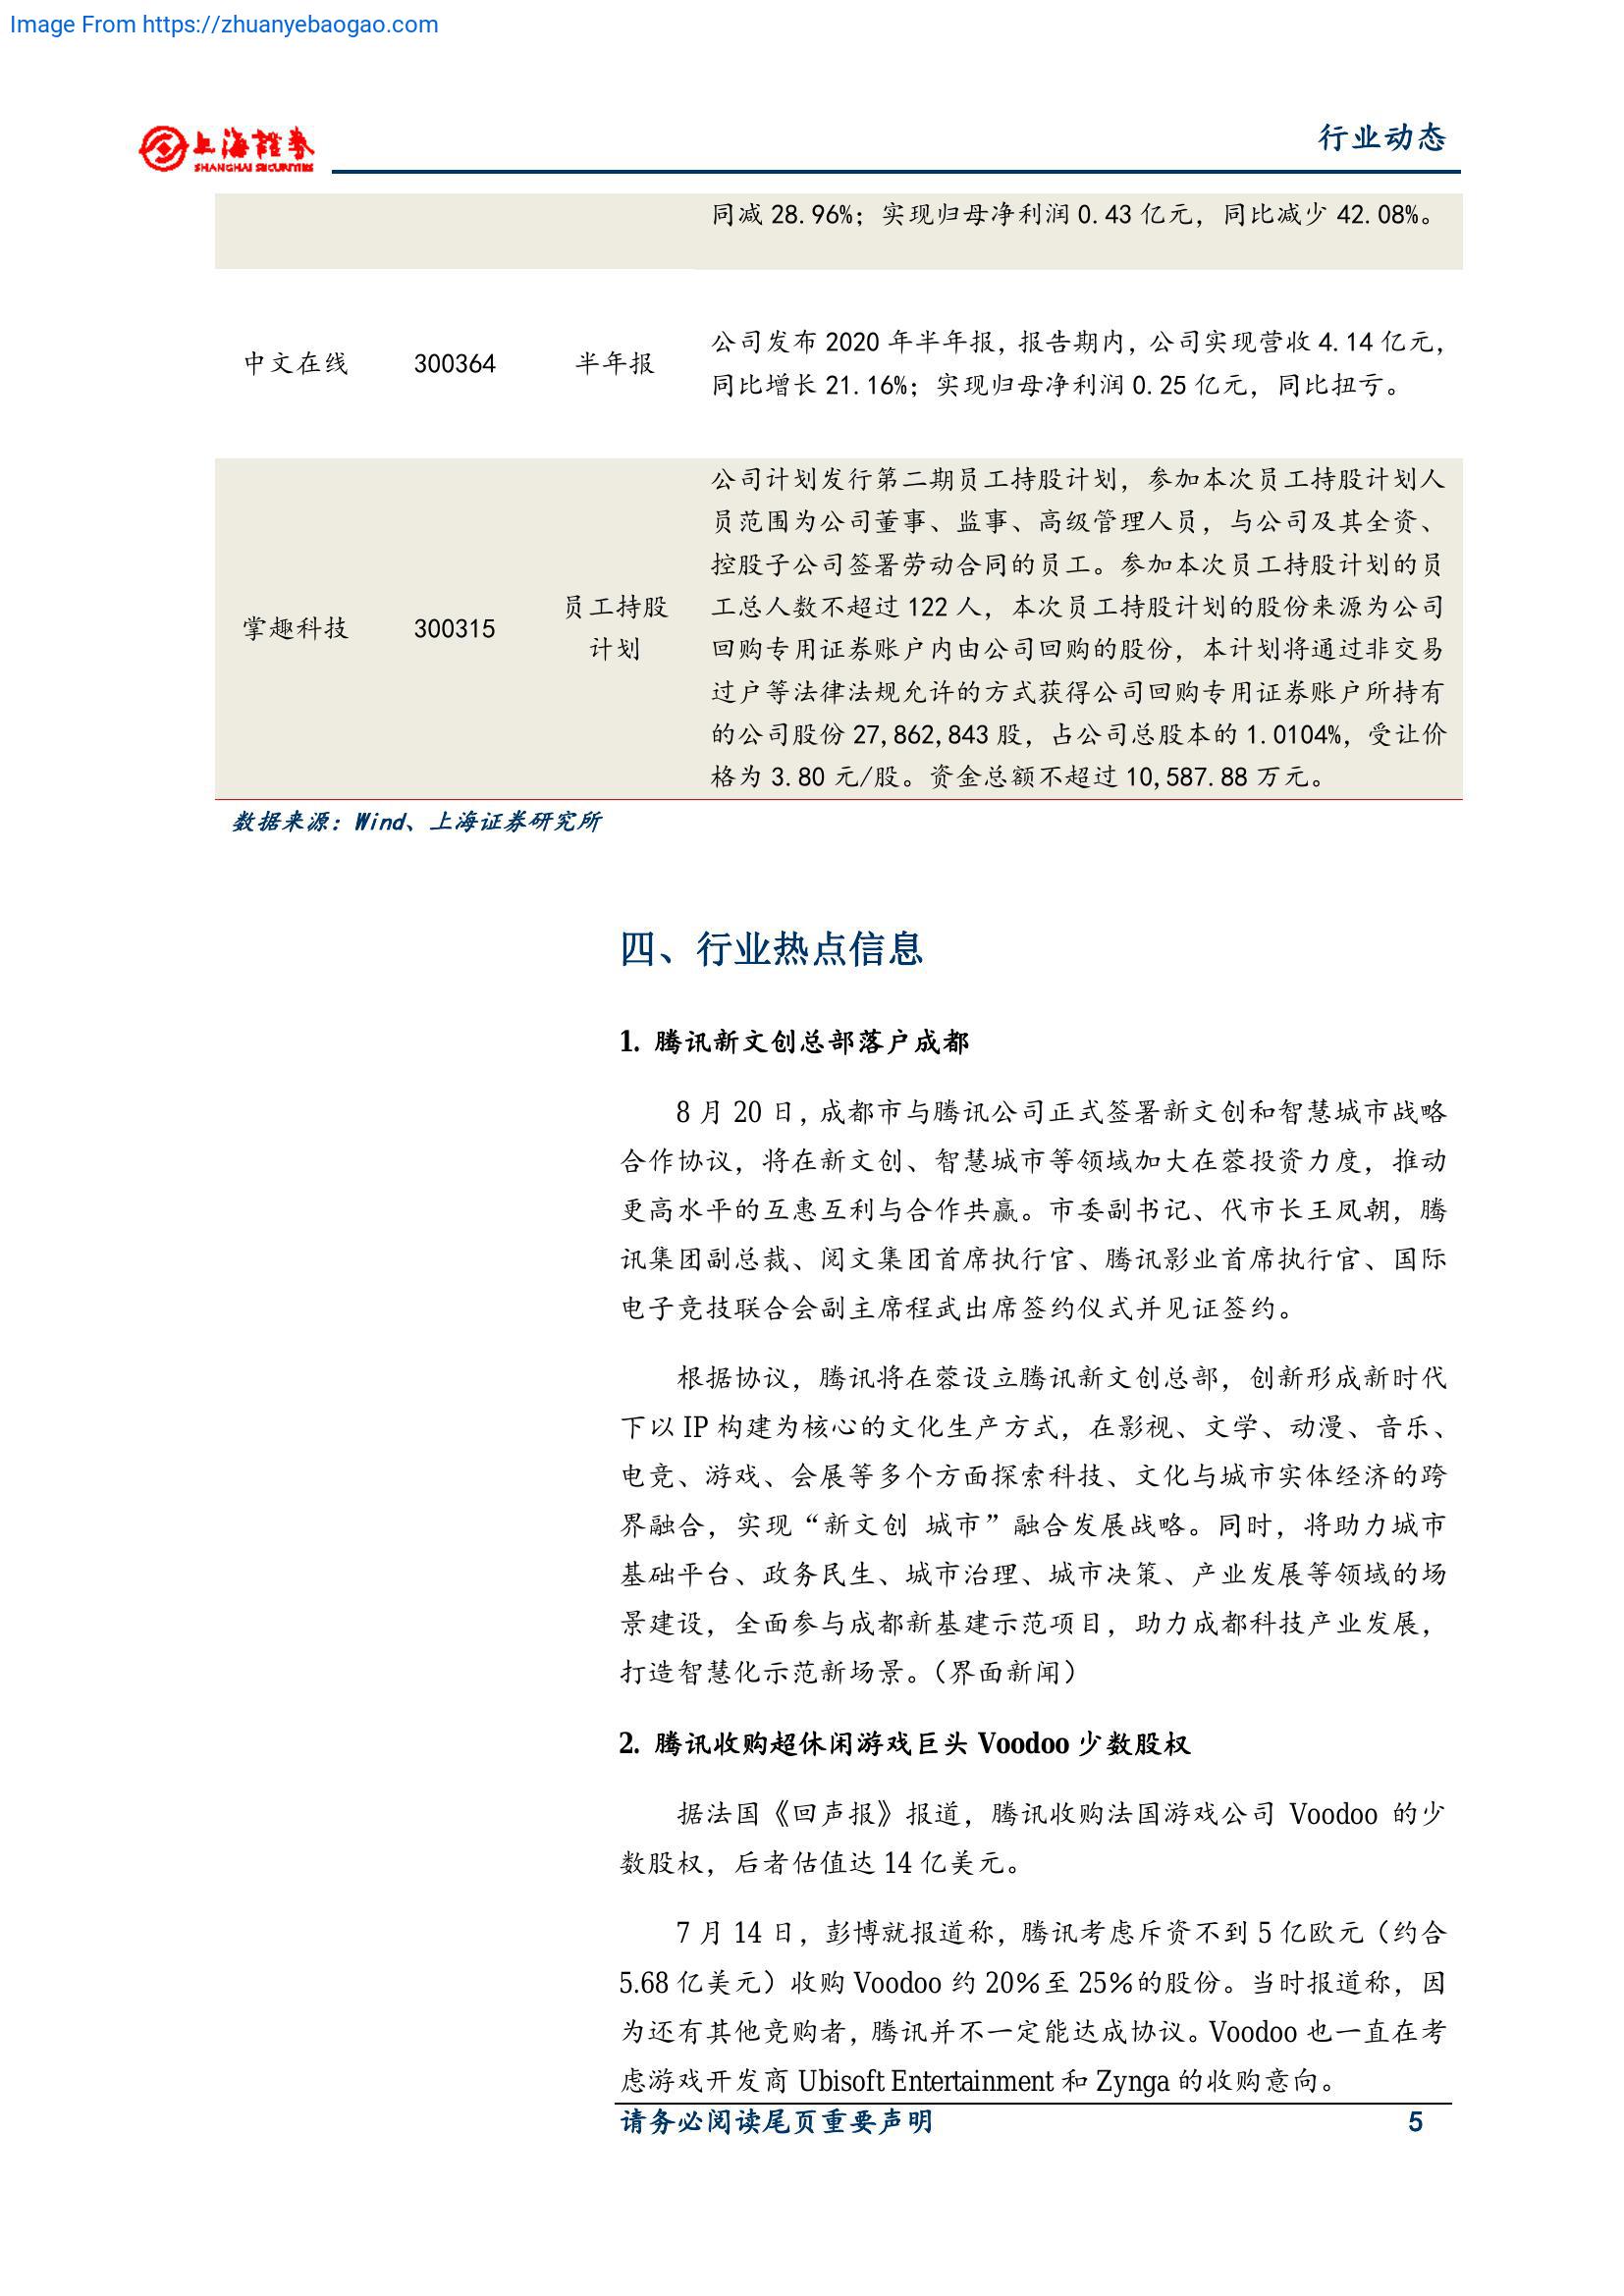 Image From https://zhuanyebaogao.com
上海證券
SHANGHAI SECURITIES
行业动态
同减 28.96%；实现归母净利润 0.43 亿元，同比减少 42.08%。
中文在线 300364 半年报
公司发布 2020 年半年报，报告期内，公司实现营收 4.14 亿元，
同比增长 21.16%；实现归母净利润 0.25 亿元，同比扭亏。
掌趣科技 300315 员工持股
计划
公司计划发行第二期员工持股计划，参加本次员工持股计划人
员范围为公司董事、监事、高级管理人员，与公司及其全资、
控股子公司签署劳动合同的员工。参加本次员工持股计划的员
工总人数不超过 122 人，本次员工持股计划的股份来源为公司
回购专用证券账户内由公司回购的股份，本计划将通过非交易
过户等法律法规允许的方式获得公司回购专用证券账户所持有
的公司股份 27,862,843 股，占公司总股本的 1.0104%，受让价
格为 3.80 元/股。资金总额不超过 10,587.88 万元。
数据来源：Wind、上海证券研究所
四、行业热点信息
1. 腾讯新文创总部落户成都
8 月 20 日，成都市与腾讯公司正式签署新文创和智慧城市战略
合作协议，将在新文创、智慧城市等领域加大在蓉投资力度，推动
更高水平的互惠互利与合作共赢。市委副书记、代市长王凤朝，腾
讯集团副总裁、阅文集团首席执行官、腾讯影业首席执行官、国际
电子竞技联合会副主席程武出席签约仪式并见证签约。
根据协议，腾讯将在蓉设立腾讯新文创总部，创新形成新时代
下以 IP 构建为核心的文化生产方式，在影视、文学、动漫、音乐、
电竞、游戏、会展等多个方面探索科技、文化与城市实体经济的跨
界融合，实现“新文创 城市”融合发展战略。同时，将助力城市
基础平台、政务民生、城市治理、城市决策、产业发展等领域的场
景建设，全面参与成都新基建示范项目，助力成都科技产业发展，
打造智慧化示范新场景。（界面新闻）
2. 腾讯收购超休闲游戏巨头 Voodoo 少数股权
据法国《回声报》报道，腾讯收购法国游戏公司 Voodoo 的少
数股权，后者估值达 14 亿美元。
7 月 14 日，彭博就报道称，腾讯考虑斥资不到 5 亿欧元（约合
5.68 亿美元）收购 Voodoo 约 20%至 25%的股份。当时报道称，因
为还有其他竞购者，腾讯并不一定能达成协议。Voodoo 也一直在考
虑游戏开发商 Ubisoft Entertainment 和 Zynga 的收购意向。
请务必阅读尾页重要声明 5